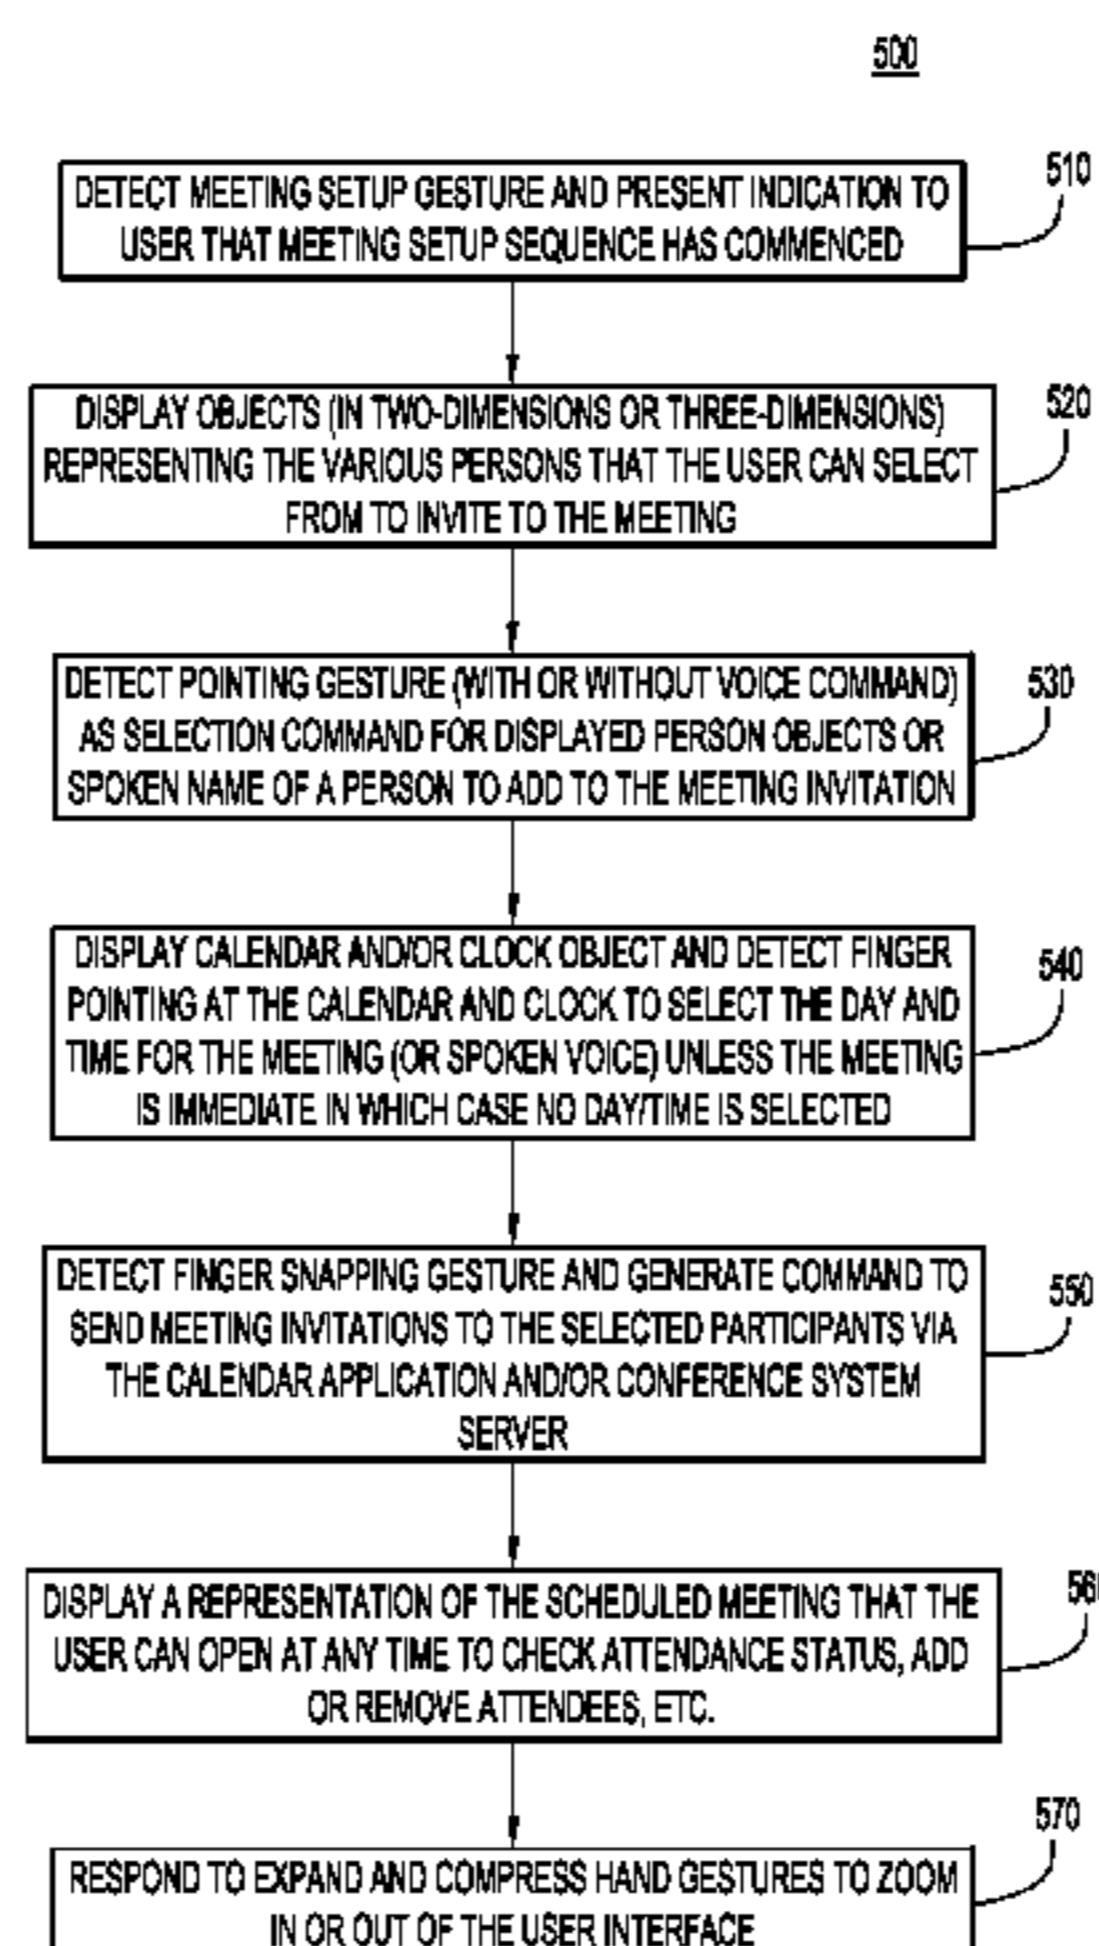 500
510
DETECT MEETING SETUP GESTURE AND PRESENT INDICATION TO
USER THAT MEETING SETUP SEQUENCE HAS COMMENCED
520
DISPLAY OBJECTS (IN TWO-DIMENSIONS OR THREE-DIMENSIONS)
REPRESENTING THE VARIOUS PERSONS THAT THE USER CAN SELECT
FROM TO INVITE TO THE MEETING
530
DETECT POINTING GESTURE (WITH OR WITHOUT VOICE COMMAND)
AS SELECTION COMMAND FOR DISPLAYED PERSON OBJECTS OR
SPOKEN NAME OF A PERSON TO ADD TO THE MEETING INVITATION
540
DISPLAY CALENDAR AND/OR CLOCK OBJECT AND DETECT FINGER
POINTING AT THE CALENDAR AND CLOCK TO SELECT THE DAY AND
TIME FOR THE MEETING (OR SPOKEN VOICE) UNLESS THE MEETING
IS IMMEDIATE IN WHICH CASE NO DAY/TIME IS SELECTED
550
DETECT FINGER SNAPPING GESTURE AND GENERATE COMMAND TO
SEND MEETING INVITATIONS TO THE SELECTED PARTICIPANTS VIA
THE CALENDAR APPLICATION AND/OR CONFERENCE SYSTEM
SERVER
560
DISPLAY A REPRESENTATION OF THE SCHEDULED MEETING THAT THE
USER CAN OPEN AT ANY TIME TO CHECK ATTENDANCE STATUS, ADD
OR REMOVE ATTENDEES, ETC.
570
RESPOND TO EXPAND AND COMPRESS HAND GESTURES TO ZOOM
IN OR OUT OF THE USER INTERFACE